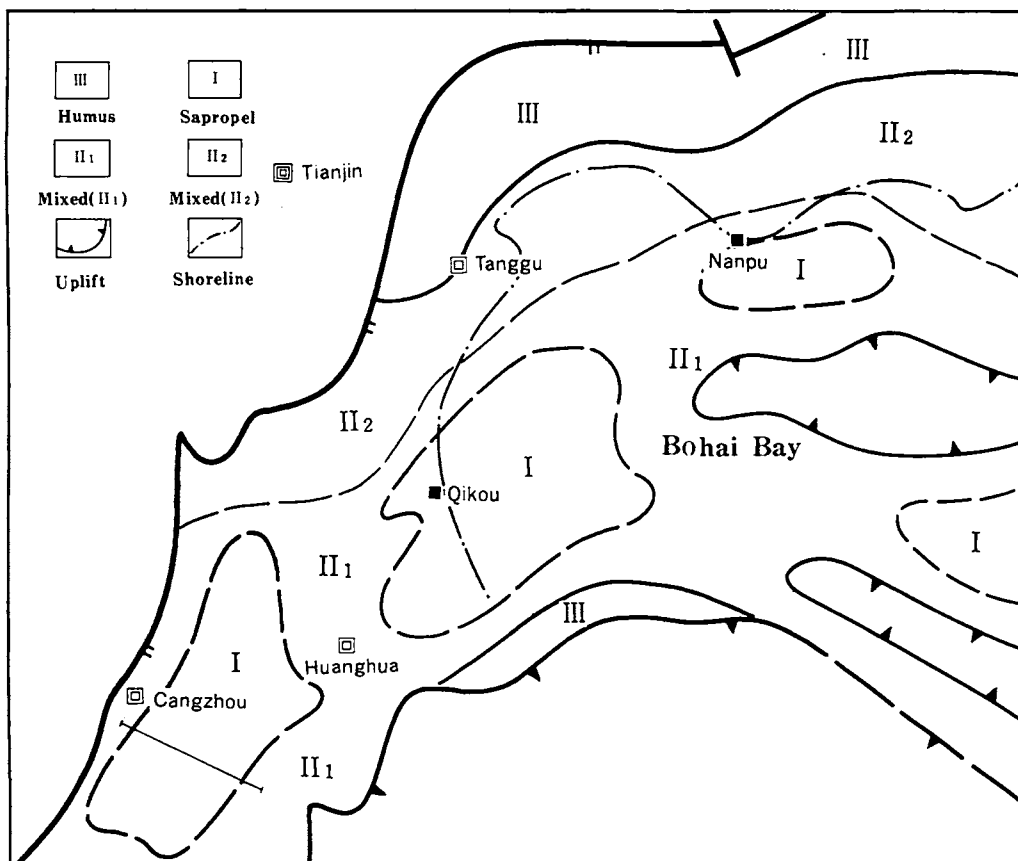 III I
Humus Sapropel
II₁ II₂
Mixed(II₁) Mixed(II₂)
Uplift Shoreline
Tianjin
III
III
II₂
Tanggu
Nanpu
I
II₁
II₂
Bohai Bay
I
Qikou
I
II₁
III
I
Huanghua
Cangzhou
II₁